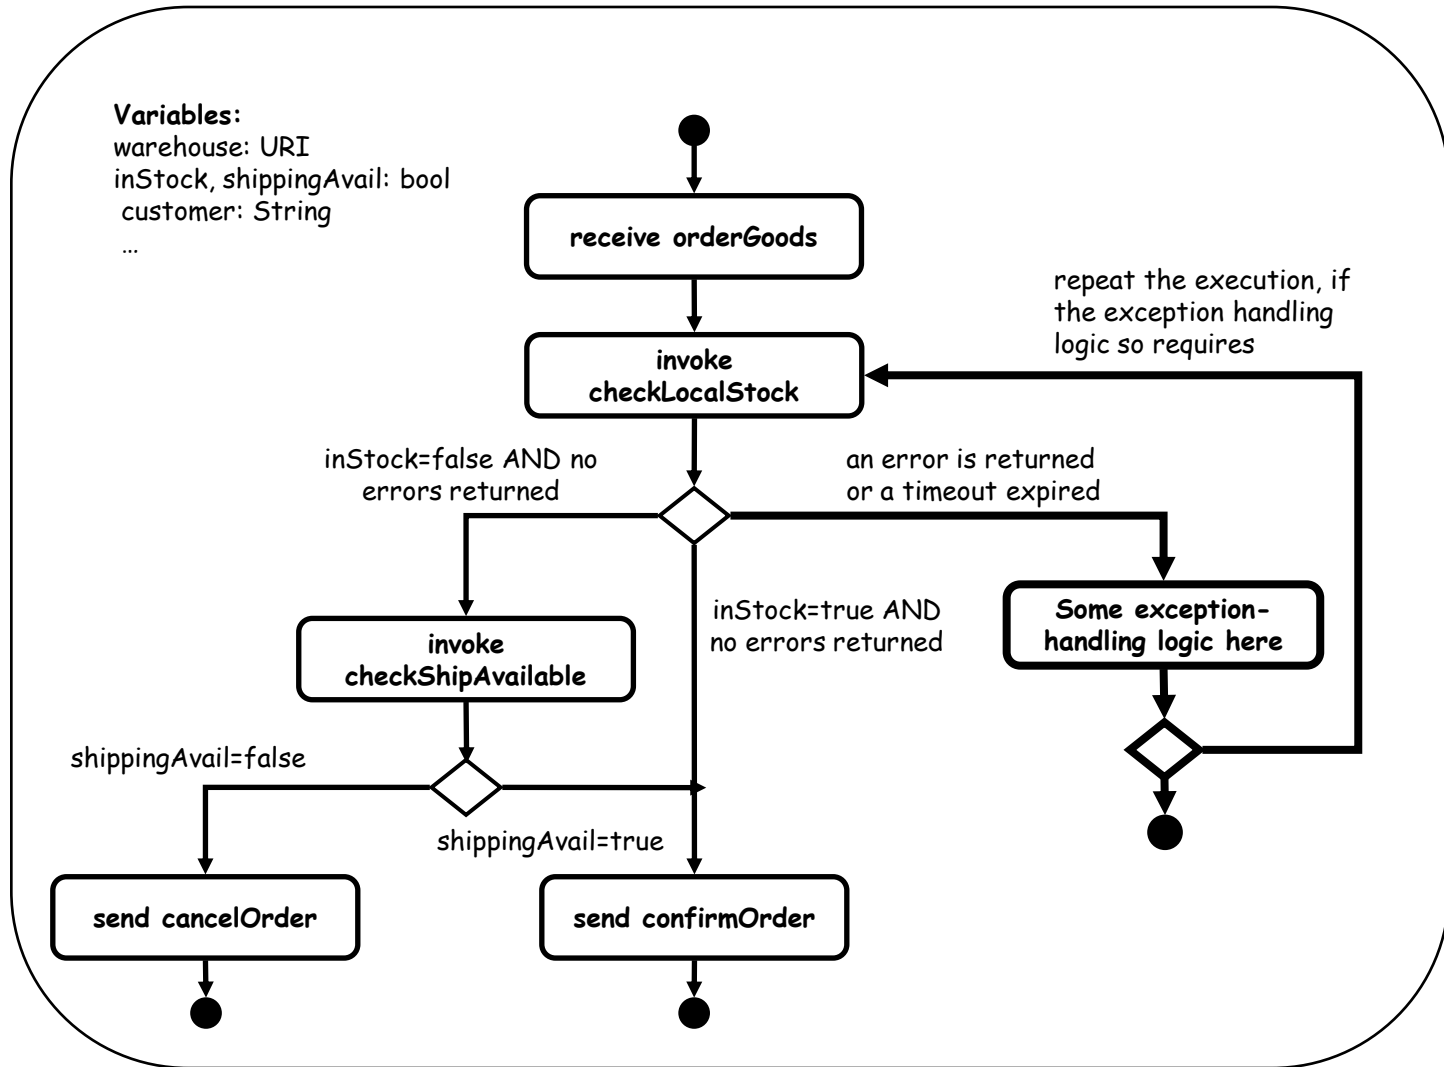 Variables:
warehouse: URI
inStock, shippingAvail: bool
customer: String
...
receive orderGoods
repeat the execution, if
the exception handling
logic so requires
invoke
checkLocalStock
inStock=false AND no
errors returned
an error is returned
or a timeout expired
inStock=true AND
no errors returned
Some exception-
handling logic here
invoke
checkShipAvailable
shippingAvail=false
shippingAvail=true
send cancelOrder
send confirmOrder